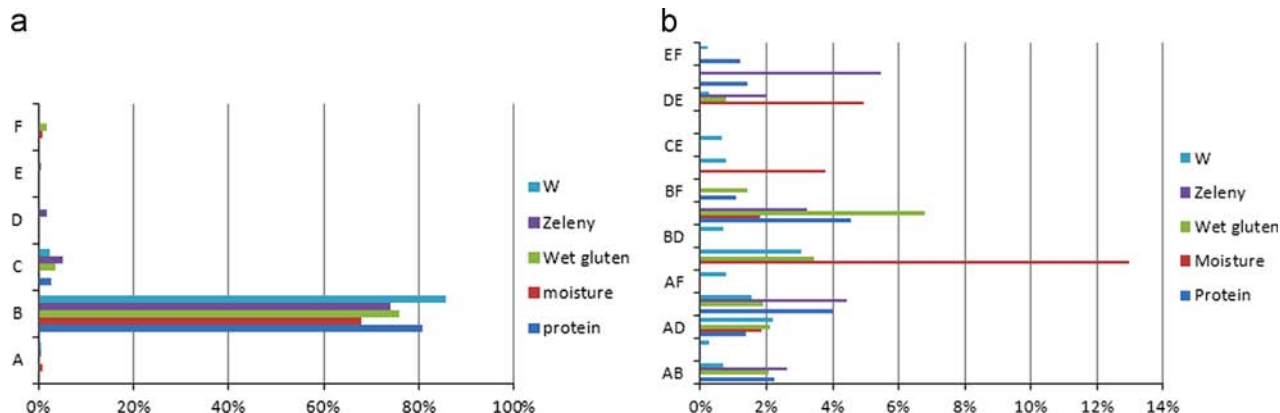 a
F
E
D
C
B
A
0% 20% 40% 60% 80% 100%
W
Zeleny
Wet gluten
moisture
protein
b
EF
DE
CE
BF
BD
AF
AD
AB
0% 2% 4% 6% 8% 10% 12% 14%
W
Zeleny
Wet gluten
Moisture
Protein